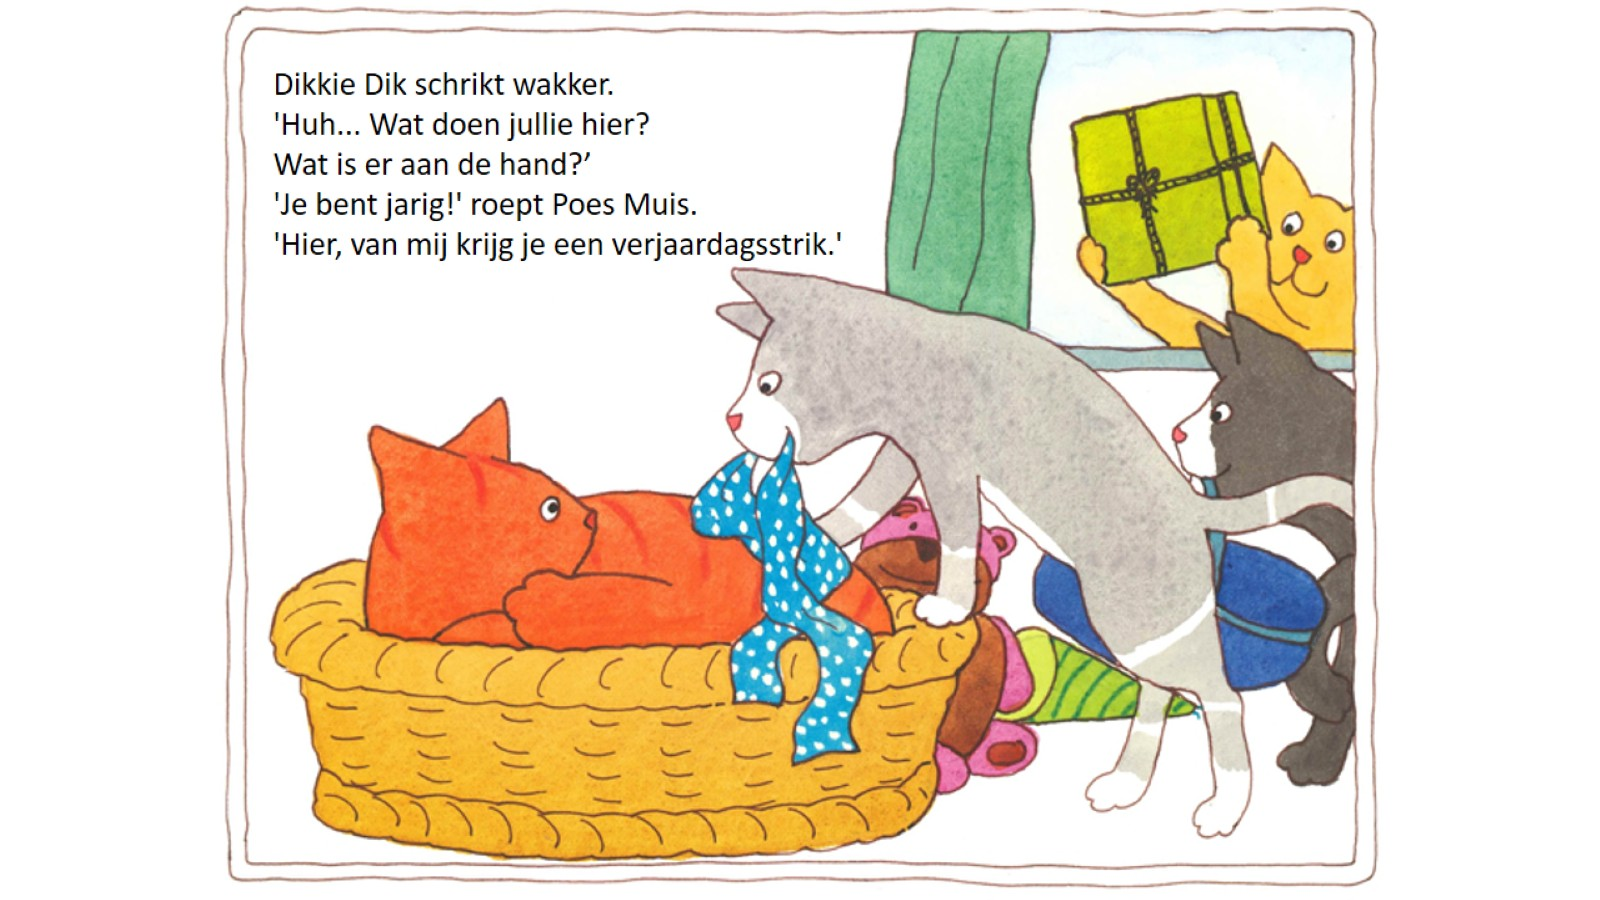 Dikkie Dik schrikt wakker.
'Huh... Wat doen jullie hier?
Wat is er aan de hand?’
'Je bent jarig!' roept Poes Muis.
'Hier, van mij krijg je een verjaardagsstrik.'